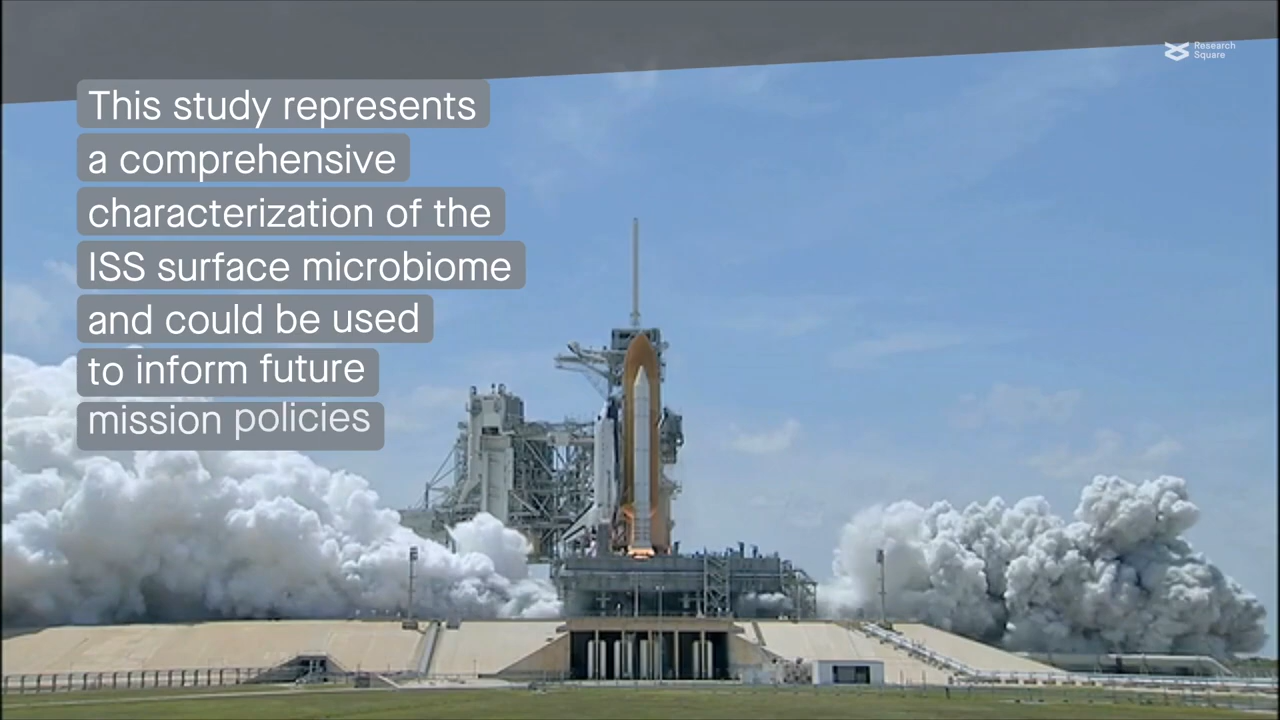 Research
Square
This study represents
a comprehensive
characterization of the
ISS surface microbiome
and could be used
to inform future
mission policies